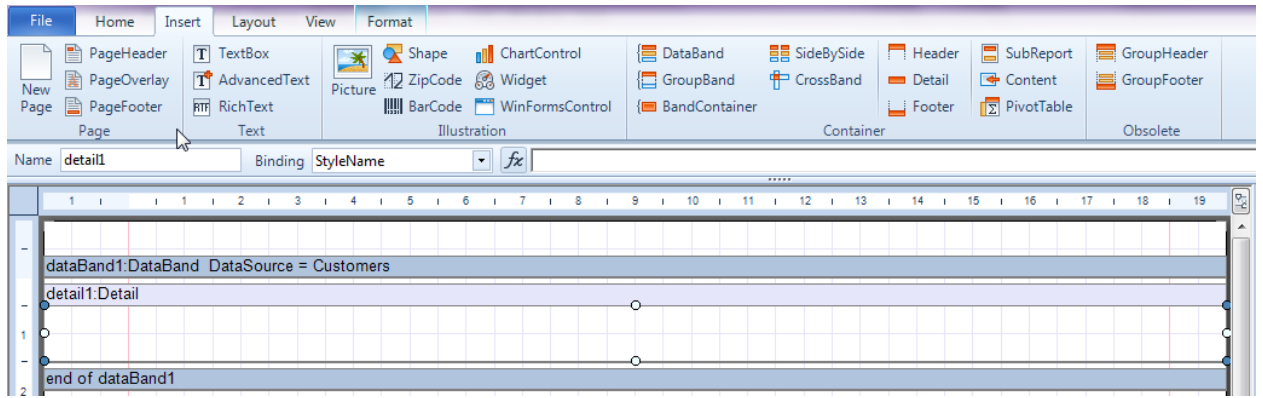 File Home Insert Layout View Format
New Page
PageHeader
PageOverlay
PageFooter
Page
T TextBox
T AdvancedText
RTF RichText
Text
Picture
Shape
12 ZipCode
BarCode
ChartControl
Widget
WinFormsControl
Illustration
DataBand
GroupBand
BandContainer
SideBySide
CrossBand
Header
Detail
Footer
SubReport
Content
Σ PivotTable
Container
GroupHeader
GroupFooter
Obsolete
Name detail1 Binding StyleName fx
1 1 2 3 4 5 6 7 8 9 10 11 12 13 14 15 16 17 18 19
dataBand1:DataBand DataSource = Customers
detail1:Detail
1
end of dataBand1
2